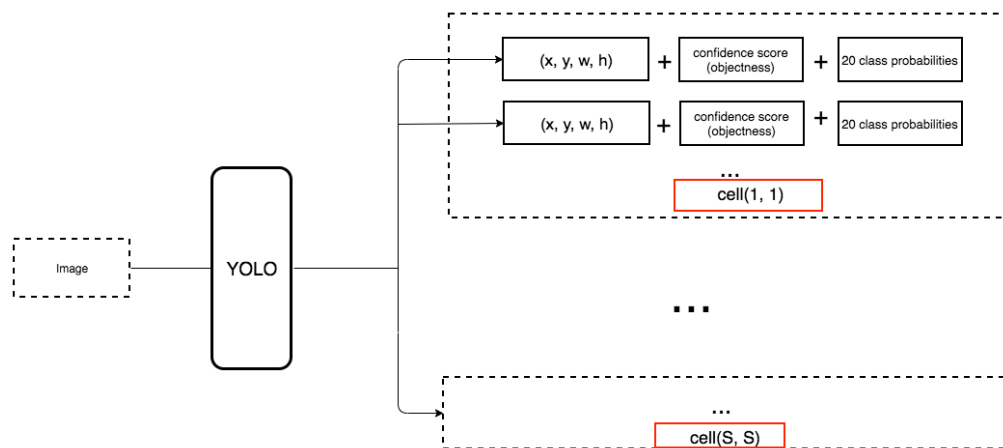 (x, y, w, h) + confidence score (objectness) + 20 class probabilities
(x, y, w, h) + confidence score (objectness) + 20 class probabilities
...
cell(1, 1)
Image
YOLO
...
...
cell(S, S)